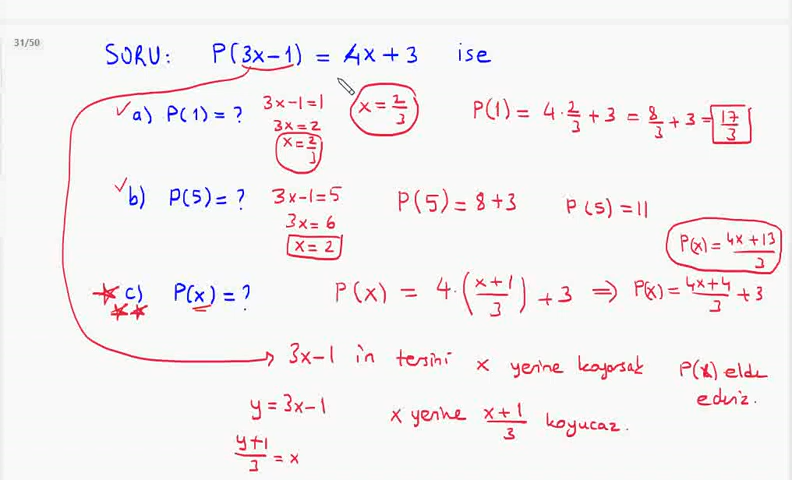 31/50
SORU: P(3x-1) = 4x+3 ise
a) P(1) = ? 3x-1=1 x = 2/3 P(1) = 4·2/3 + 3 = 8/3 + 3 = 17/3
3x=2
x=2/3
b) P(5) = ? 3x-1=5 P(5) = 8+3 P(5) = 11
3x=6
x=2
P(x) = 4x+13/3
c) P(x) = ? P(x) = 4·(x+1/3) + 3 ⇒ P(x) = 4x+4/3 + 3
3x-1 in tersini x yerine koyarsak P(x) elde
ederiz.
y = 3x-1 x yerine x+1/3 koyucaz.
y+1/3 = x